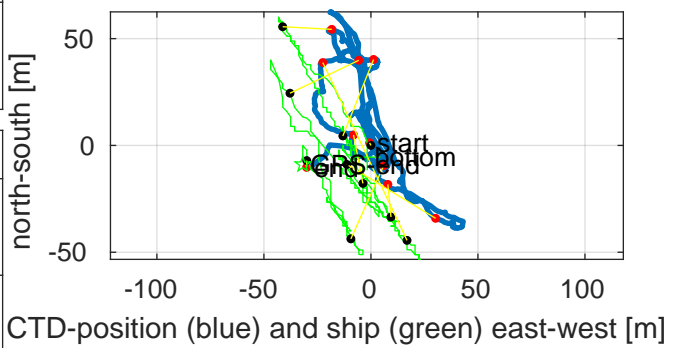 50
0
-50
north-south [m]
start
bottom
GPS-end
end
-100
-50
0
50
100
CTD-position (blue) and ship (green) east-west [m]